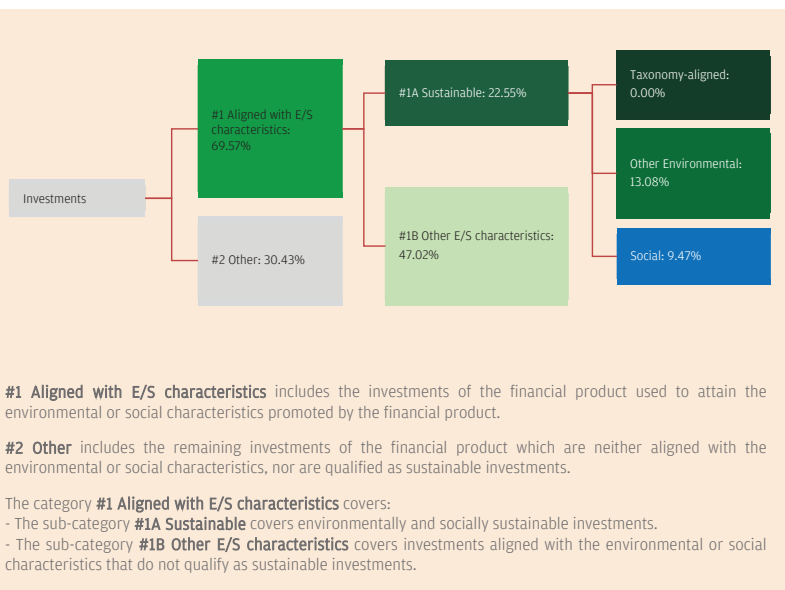 Investments
#1 Aligned with E/S
characteristics:
69.57%
#2 Other: 30.43%
#1A Sustainable: 22.55%
#1B Other E/S characteristics:
47.02%
Taxonomy-aligned:
0.00%
Other Environmental:
13.08%
Social: 9.47%
#1 Aligned with E/S characteristics includes the investments of the financial product used to attain the
environmental or social characteristics promoted by the financial product.
#2 Other includes the remaining investments of the financial product which are neither aligned with the
environmental or social characteristics, nor are qualified as sustainable investments.
The category #1 Aligned with E/S characteristics covers:
- The sub-category #1A Sustainable covers environmentally and socially sustainable investments.
- The sub-category #1B Other E/S characteristics covers investments aligned with the environmental or social
characteristics that do not qualify as sustainable investments.